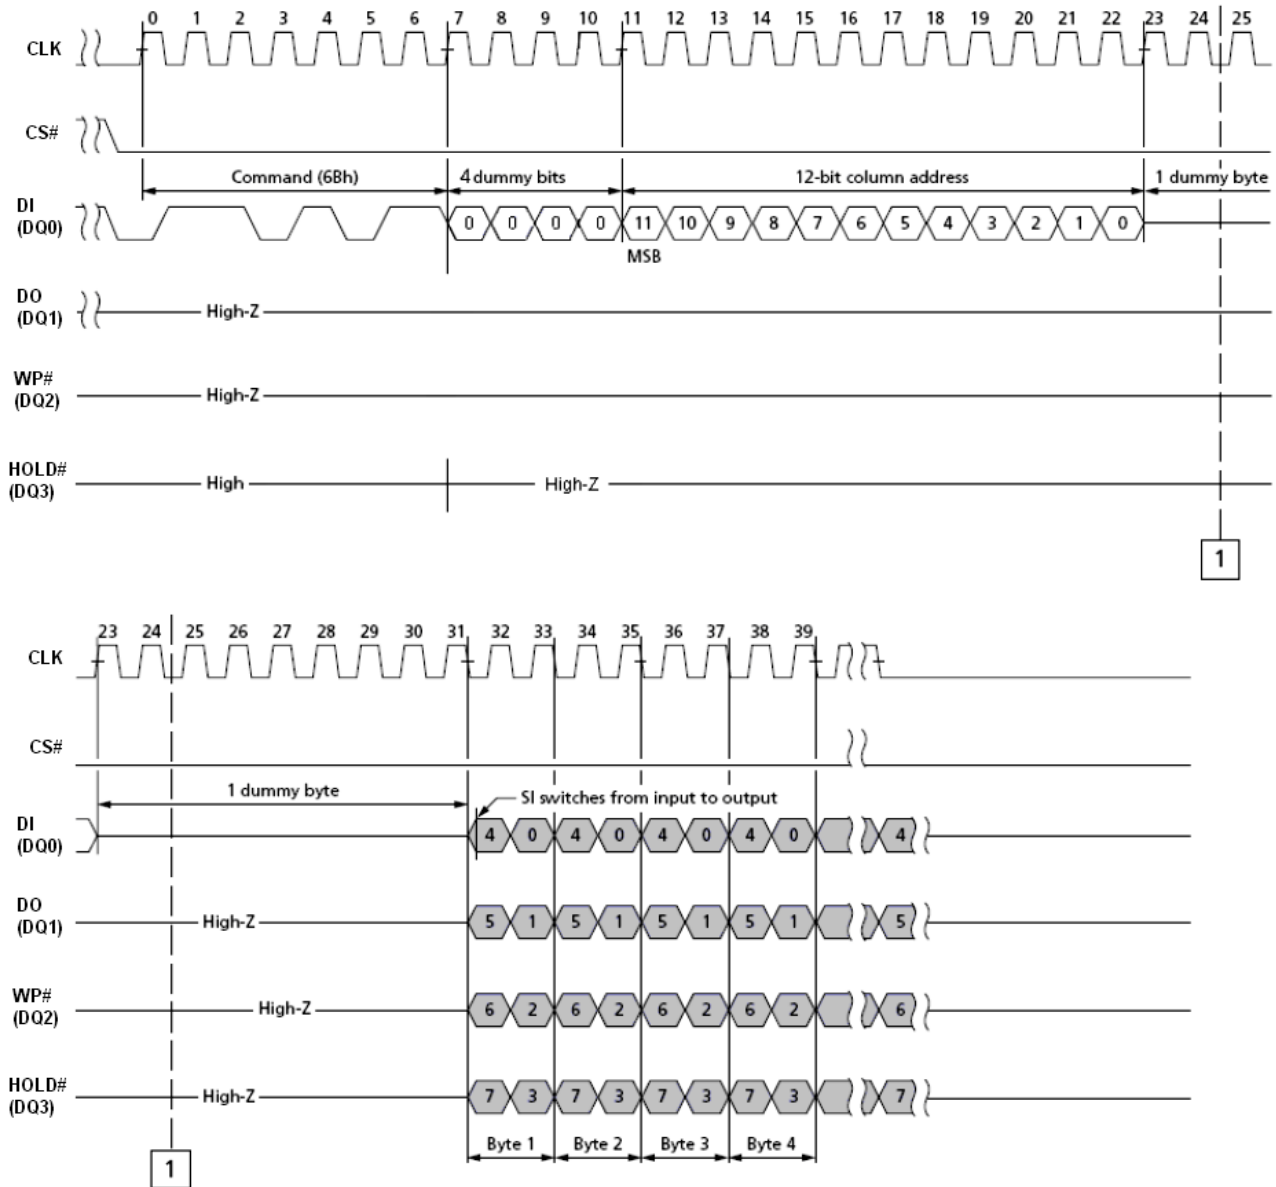 0 1 2 3 4 5 6 7 8 9 10 11 12 13 14 15 16 17 18 19 20 21 22 23 24 25
CLK
CS#
Command (6Bh) 4 dummy bits 12-bit column address 1 dummy byte
DI
(DQ0)
0 0 0 0 11 10 9 8 7 6 5 4 3 2 1 0
MSB
DO
(DQ1)
High-Z
WP#
(DQ2)
High-Z
HOLD#
(DQ3)
High High-Z
1
23 24 25 26 27 28 29 30 31 32 33 34 35 36 37 38 39
CLK
CS#
1 dummy byte
SI switches from input to output
DI
(DQ0)
4 0 4 0 4 0 4 0 4
DO
(DQ1)
High-Z 5 1 5 1 5 1 5 1 5
WP#
(DQ2)
High-Z 6 2 6 2 6 2 6 2 6
HOLD#
(DQ3)
High-Z 7 3 7 3 7 3 7 3 7
Byte 1 Byte 2 Byte 3 Byte 4
1